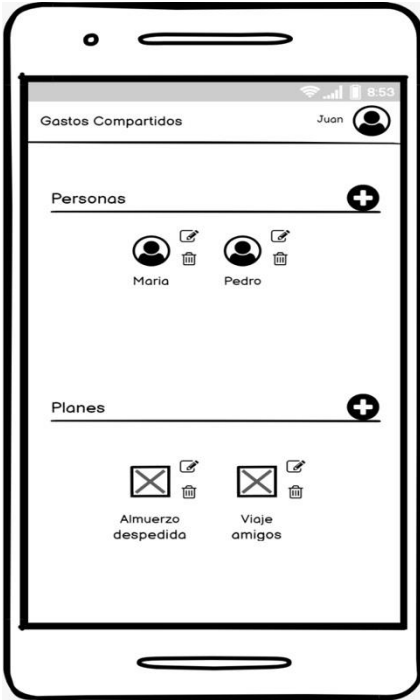 8:53
Gastos Compartidos
Juan
Personas
Maria
Pedro
Planes
Almuerzo
despedida
Viaje
amigos